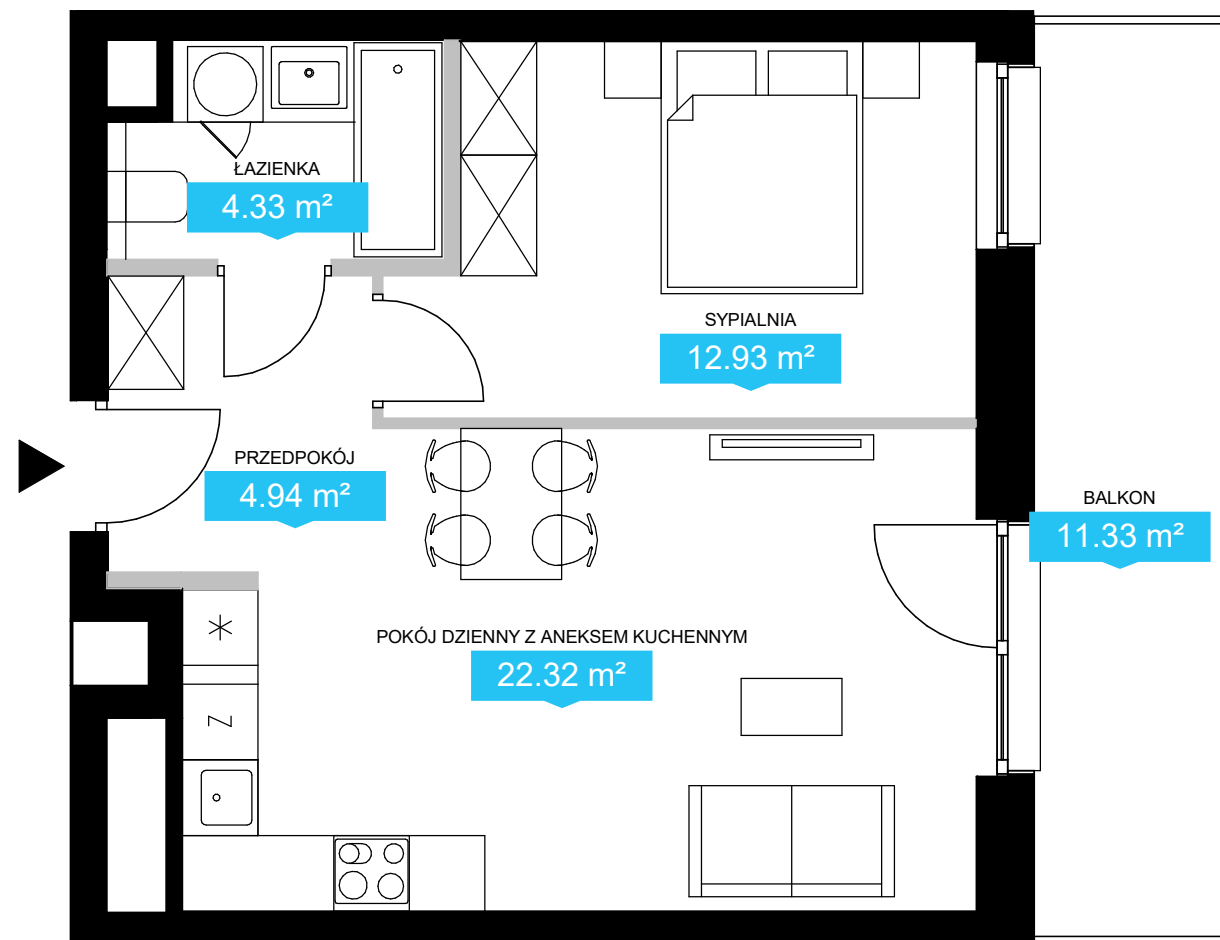 ŁAZIENKA
4.33 m²
SYPIALNIA
12.93 m²
PRZEDPOKÓJ
4.94 m²
BALKON
11.33 m²
POKÓJ DZIENNY Z ANEKSEM KUCHENNYM
22.32 m²
Z